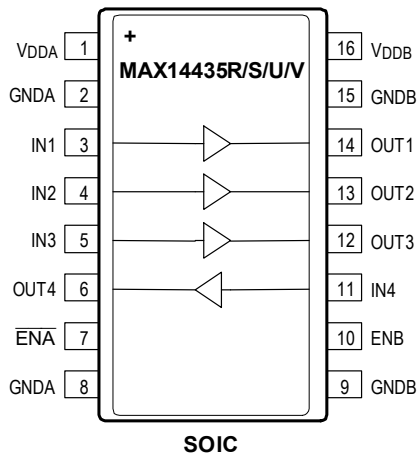 +
MAX14435R/S/U/V
VDDA 1 16 VDDB
GNDA 2 15 GNDB
IN1 3 14 OUT1
IN2 4 13 OUT2
IN3 5 12 OUT3
OUT4 6 11 IN4
E̅N̅A̅ 7 10 ENB
GNDA 8 9 GNDB
SOIC